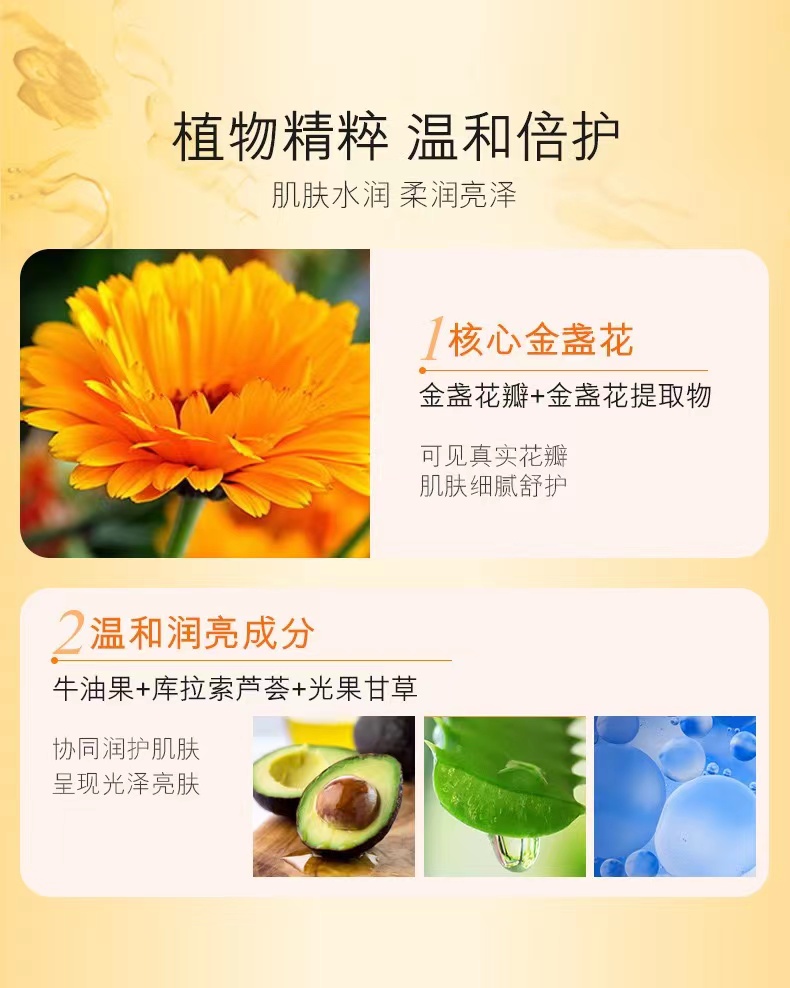 植物精粹 温和倍护
肌肤水润 柔润亮泽
1核心金盏花
金盏花瓣+金盏花提取物
可见真实花瓣
肌肤细腻舒护
2温和润亮成分
牛油果+库拉索芦荟+光果甘草
协同润护肌肤
呈现光泽亮肤